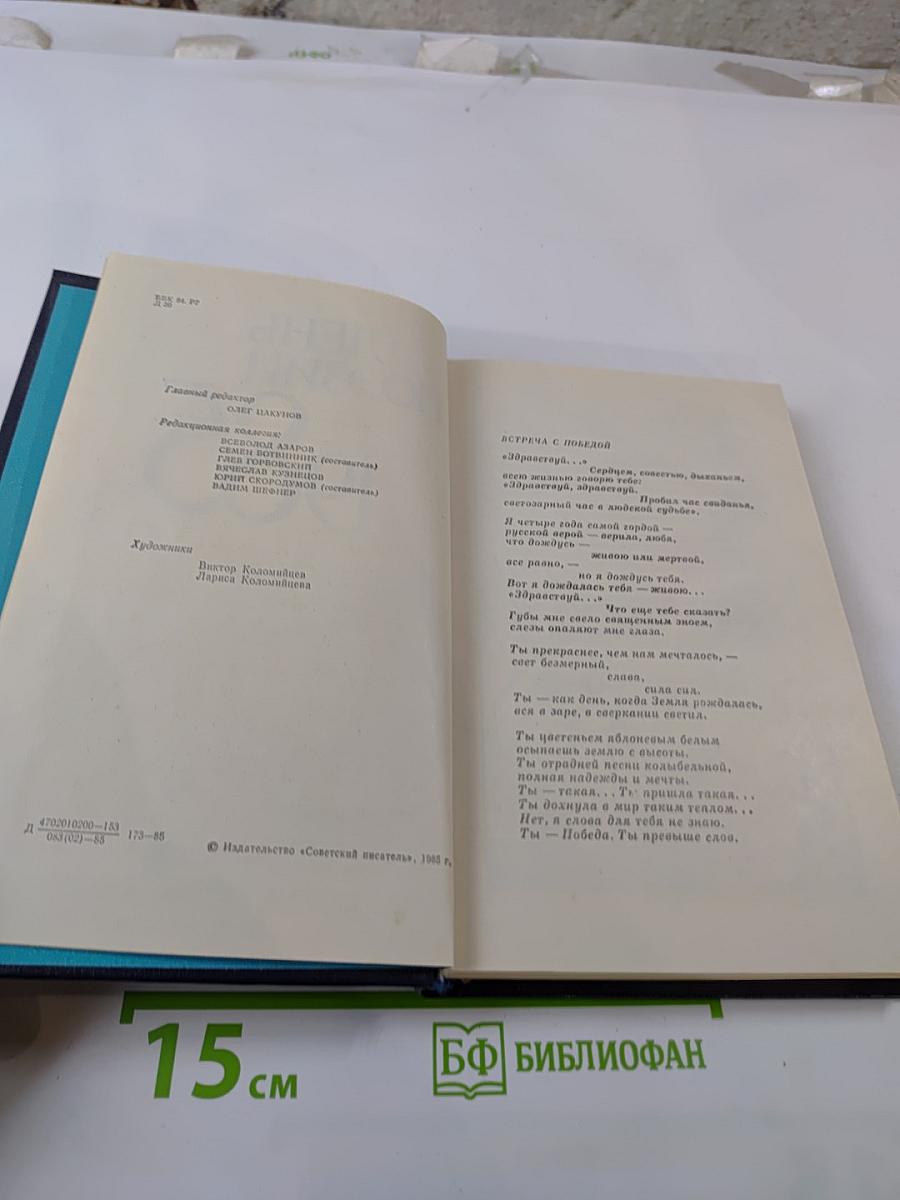 ББК 84. Р7
Д 20
Главный редактор
ОЛЕГ ЦАКУНОВ
Редакционная коллегия:
ВСЕВОЛОД АЗАРОВ
СЕМЕН БОТВИННИК (составитель)
ГЛЕБ ГОРБОВСКИЙ
ВЯЧЕСЛАВ КУЗНЕЦОВ
ЮРИЙ СКОРОДУМОВ (составитель)
ВАДИМ ШЕФНЕР
Художники
Виктор Коломийцев
Лариса Коломийцева
Д 4702010200—153
083(02)—85
173—85
© Издательство «Советский писатель», 1985 г.
ВСТРЕЧА С ПОБЕДОЙ
«Здравствуй...»
Сердцем, совестью, дыханьем,
всею жизнью говорю тебе:
«Здравствуй, здравствуй.
Пробил час свиданья,
светозарный час в людской судьбе».
Я четыре года самой гордой —
русской верой — верила, любя,
что дождусь —
живою или мертвой,
все равно, —
но я дождусь тебя.
Вот я дождалась тебя — живою...
«Здравствуй...»
Что еще тебе сказать?
Губы мне свело священным зноем,
слезы опаляют мне глаза.
Ты прекраснее, чем нам мечталось, —
свет безмерный,
слава,
сила сил.
Ты — как день, когда Земля рождалась,
вся в заре, в сверкании светил.
Ты цветеньем яблоневым белым
осыпаешь землю с высоты.
Ты отрадней песни колыбельной,
полная надежды и мечты.
Ты — такая... Ты пришла такая...
Ты дохнула в мир таким теплом...
Нет, я слова для тебя не знаю.
Ты — Победа. Ты превыше слов.
15 см
БФ БИБЛИОФАН